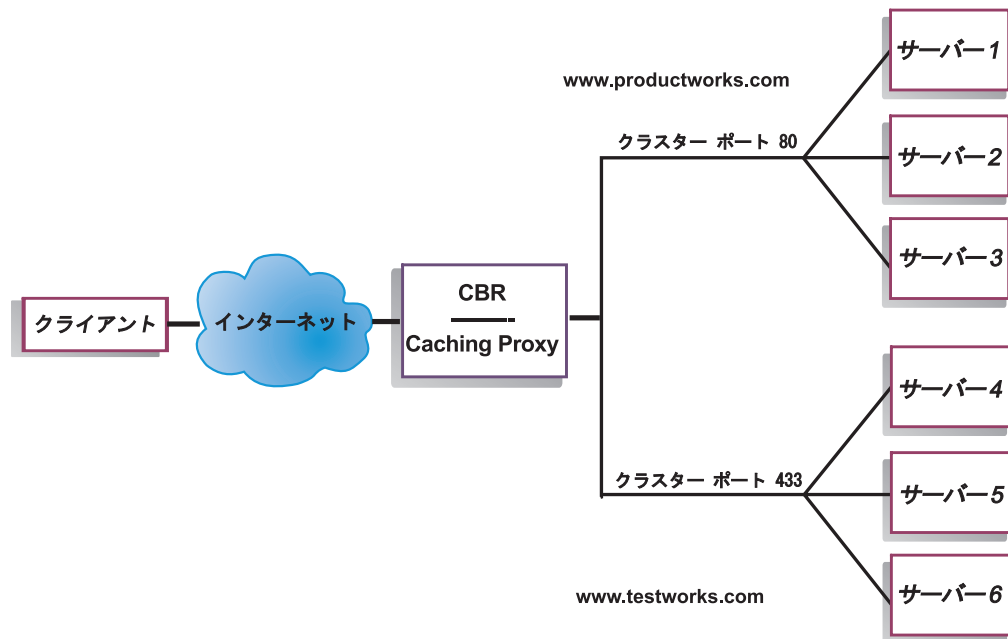 サーバー1
www.productworks.com
クラスター ポート 80
サーバー2
サーバー3
CBR
Caching Proxy
インターネット
クライアント
サーバー4
クラスター ポート 433
サーバー5
www.testworks.com
サーバー6